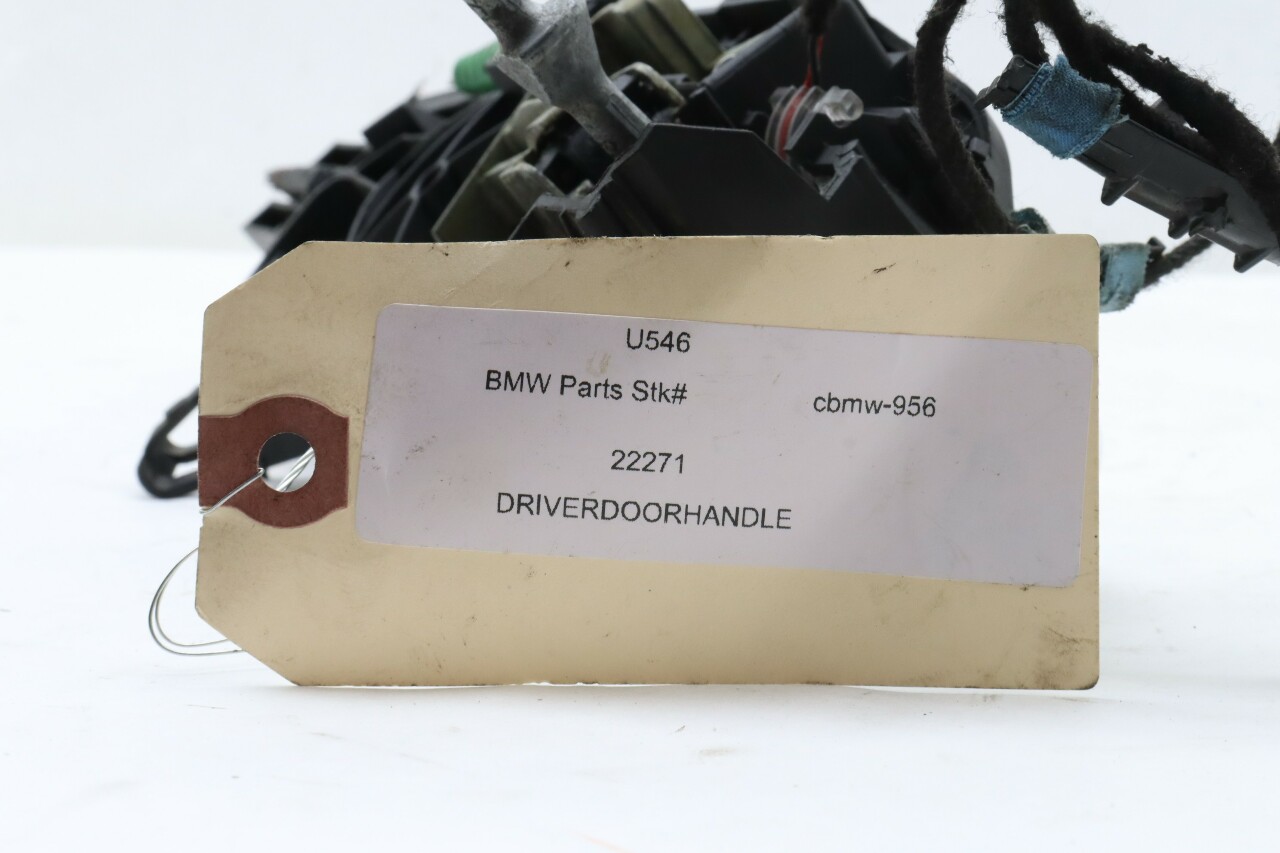 U546
BMW Parts Stk# cbmw-956
22271
DRIVERDOORHANDLE